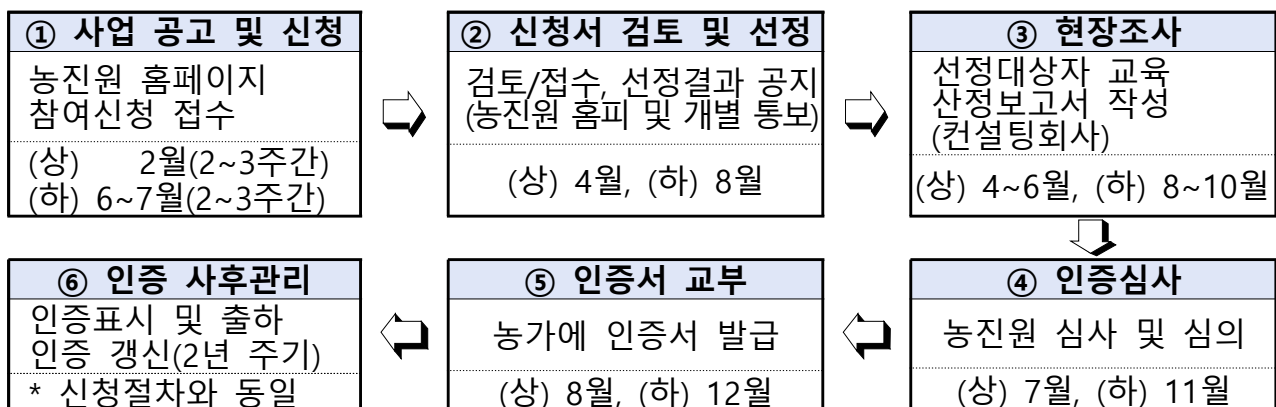 ① 사업 공고 및 신청
농진원 홈페이지
참여신청 접수
(상) 2월(2~3주간)
(하) 6~7월(2~3주간)
② 신청서 검토 및 선정
검토/접수, 선정결과 공지
(농진원 홈피 및 개별 통보)
(상) 4월, (하) 8월
③ 현장조사
선정대상자 교육
산정보고서 작성
(컨설팅회사)
(상) 4~6월, (하) 8~10월
④ 인증심사
농진원 심사 및 심의
(상) 7월, (하) 11월
⑤ 인증서 교부
농가에 인증서 발급
(상) 8월, (하) 12월
⑥ 인증 사후관리
인증표시 및 출하
인증 갱신(2년 주기)
* 신청절차와 동일